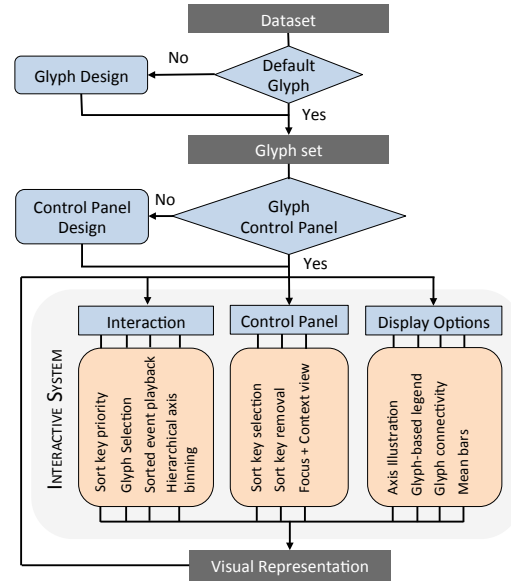 Dataset
Default
Glyph
No
Glyph Design
Yes
Glyph set
Glyph
Control Panel
No
Control Panel
Design
Yes
INTERACTIVE SYSTEM
Interaction
Control Panel
Display Options
Sort key priority
Glyph Selection
Sorted event playback
Hierarchical axis
binning
Sort key selection
Sort key removal
Focus + Context view
Axis Illustration
Glyph-based legend
Glyph connectivity
Mean bars
Visual Representation